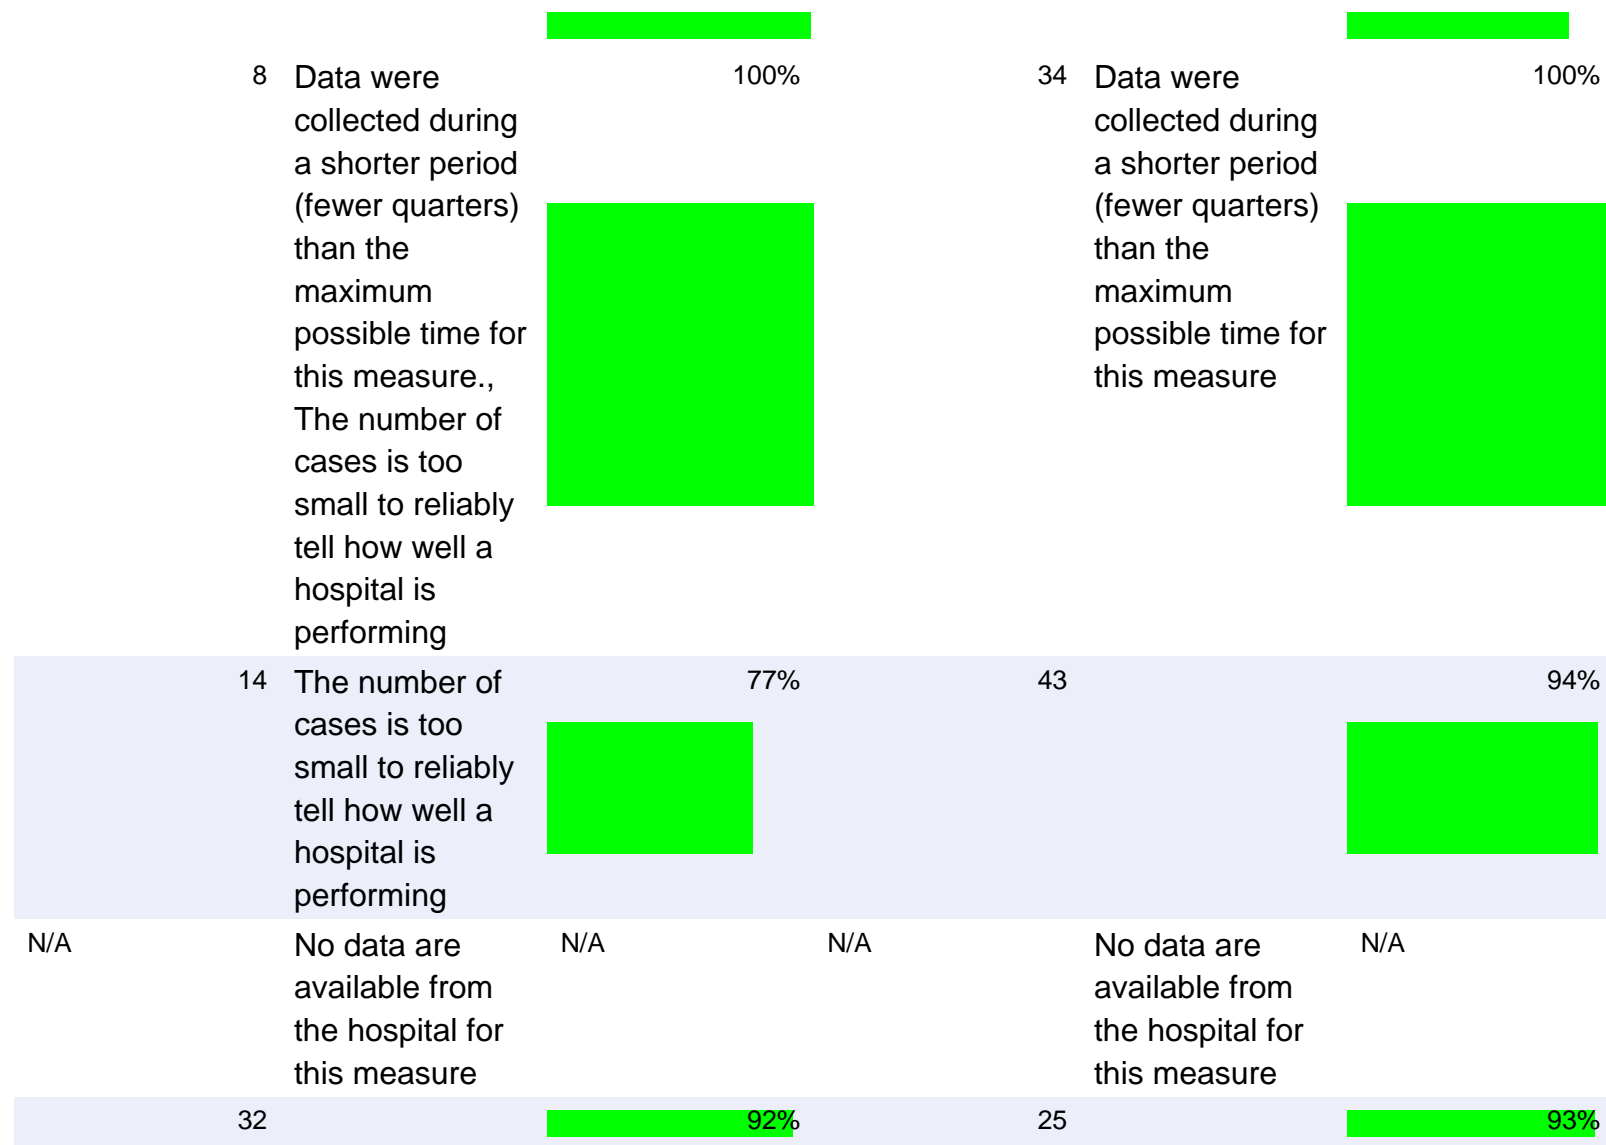 8 Data were 100% 34 Data were 100%
collected during collected during
a shorter period a shorter period
(fewer quarters) (fewer quarters)
than the than the
maximum maximum
possible time for possible time for
this measure., this measure
The number of
cases is too
small to reliably
tell how well a
hospital is
performing
14 The number of 77% 43 94%
cases is too
small to reliably
tell how well a
hospital is
performing
N/A No data are N/A N/A No data are N/A
available from available from
the hospital for the hospital for
this measure this measure
32 92% 25 93%